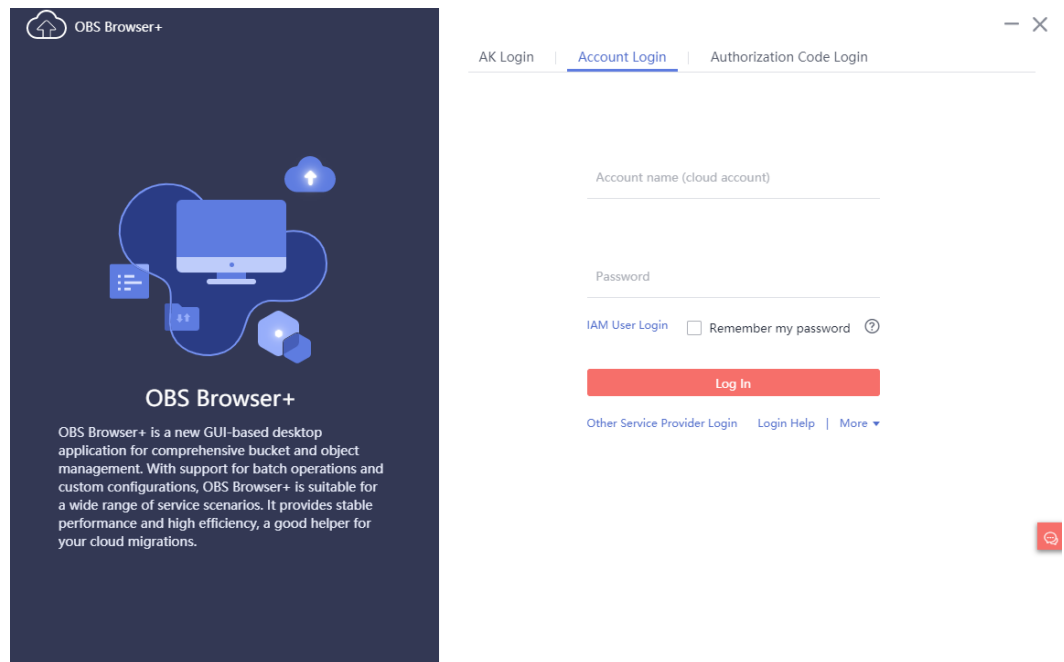 OBS Browser+
AK Login
Account Login
Authorization Code Login
Account name (cloud account)
Password
IAM User Login
Remember my password
Log In
Other Service Provider Login
Login Help | More
OBS Browser+
OBS Browser+ is a new GUI-based desktop
application for comprehensive bucket and object
management. With support for batch operations and
custom configurations, OBS Browser+ is suitable for
a wide range of service scenarios. It provides stable
performance and high efficiency, a good helper for
your cloud migrations.